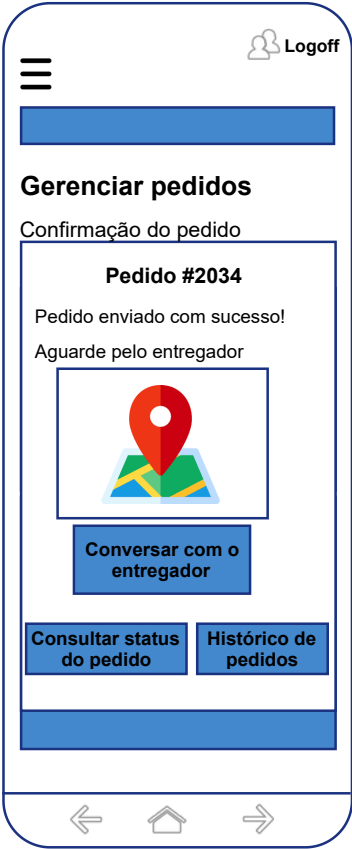 Logoff
Gerenciar pedidos
Confirmação do pedido
Pedido #2034
Pedido enviado com sucesso!
Aguarde pelo entregador
Conversar com o
entregador
Consultar status
do pedido
Histórico de
pedidos